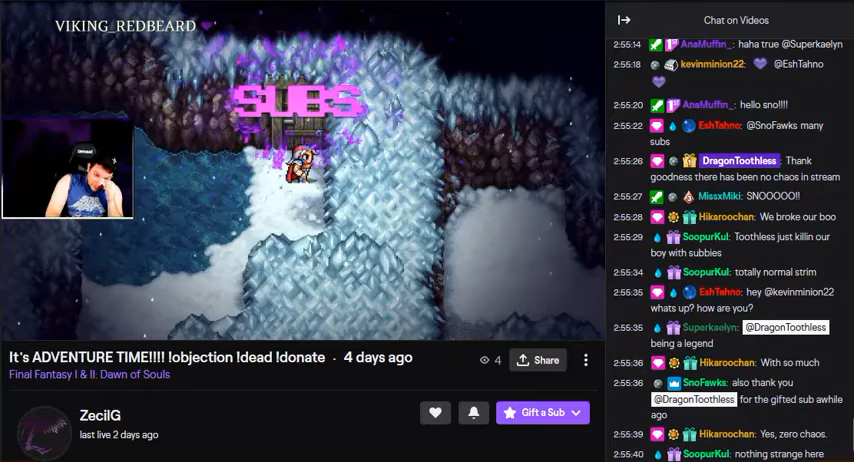 VIKING_REDBEARD
SUBS
It's ADVENTURE TIME!!!! !objection !dead !donate · 4 days ago
4
Share
Final Fantasy I & II: Dawn of Souls
ZecilG
last live 2 days ago
Gift a Sub
Chat on Videos
2:55:14 AnaMuffin_: haha true @Superkaelyn
2:55:18 kevinminion22: @EshTahno
2:55:20 AnaMuffin_: hello sno!!!!
2:55:22 EshTahno: @SnoFawks many
subs
2:55:26 DragonToothless: Thank
goodness there has been no chaos in stream
2:55:27 MissxMiki: SNOOOOO!!
2:55:28 Hikaroochan: We broke our boo
2:55:29 SoopurKul: Toothless just killin our
boy with subbies
2:55:34 SoopurKul: totally normal strim
2:55:35 EshTahno: hey @kevinminion22
whats up? how are you?
2:55:35 Superkaelyn: @DragonToothless
being a legend
2:55:36 Hikaroochan: With so much
2:55:36 SnoFawks: also thank you
@DragonToothless for the gifted sub awhile
ago
2:55:39 Hikaroochan: Yes, zero chaos.
2:55:40 SoopurKul: nothing strange here